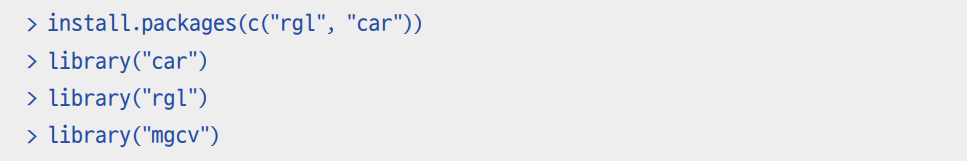 > install.packages(c("rgl", "car"))
> library("car")
> library("rgl")
> library("mgcv")